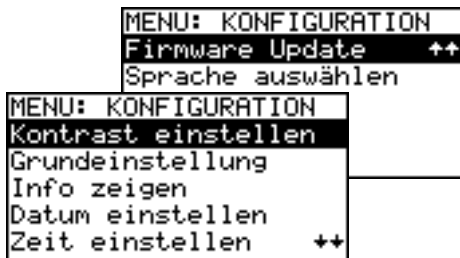 MENU: KONFIGURATION
Firmware Update ↑↑
Sprache auswählen
MENU: KONFIGURATION
Kontrast einstellen
Grundeinstellung
Info zeigen
Datum einstellen
Zeit einstellen ↓↓